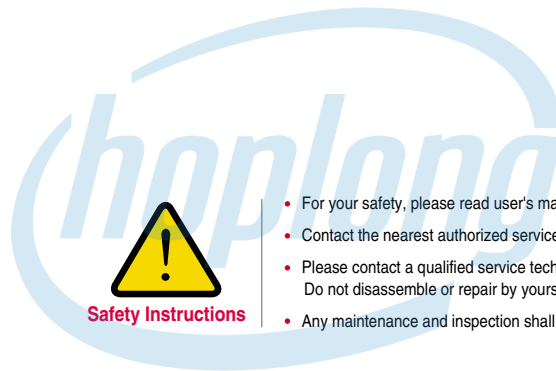 hoplong
• For your safety, please read user's ma
• Contact the nearest authorized service
• Please contact a qualified service tech
Do not disassemble or repair by yours
Safety Instructions
• Any maintenance and inspection shall